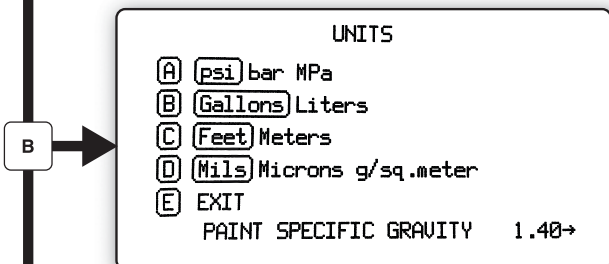 UNITS
A psi bar MPa
B Gallons Liters
C Feet Meters
D Mils Microns g/sq.meter
B
E EXIT
PAINT SPECIFIC GRAVITY 1.40→